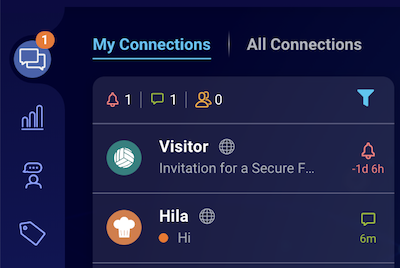 1
My Connections All Connections
1 1 0
Visitor
Invitation for a Secure F...
-1d 6h
Hila
Hi
6m